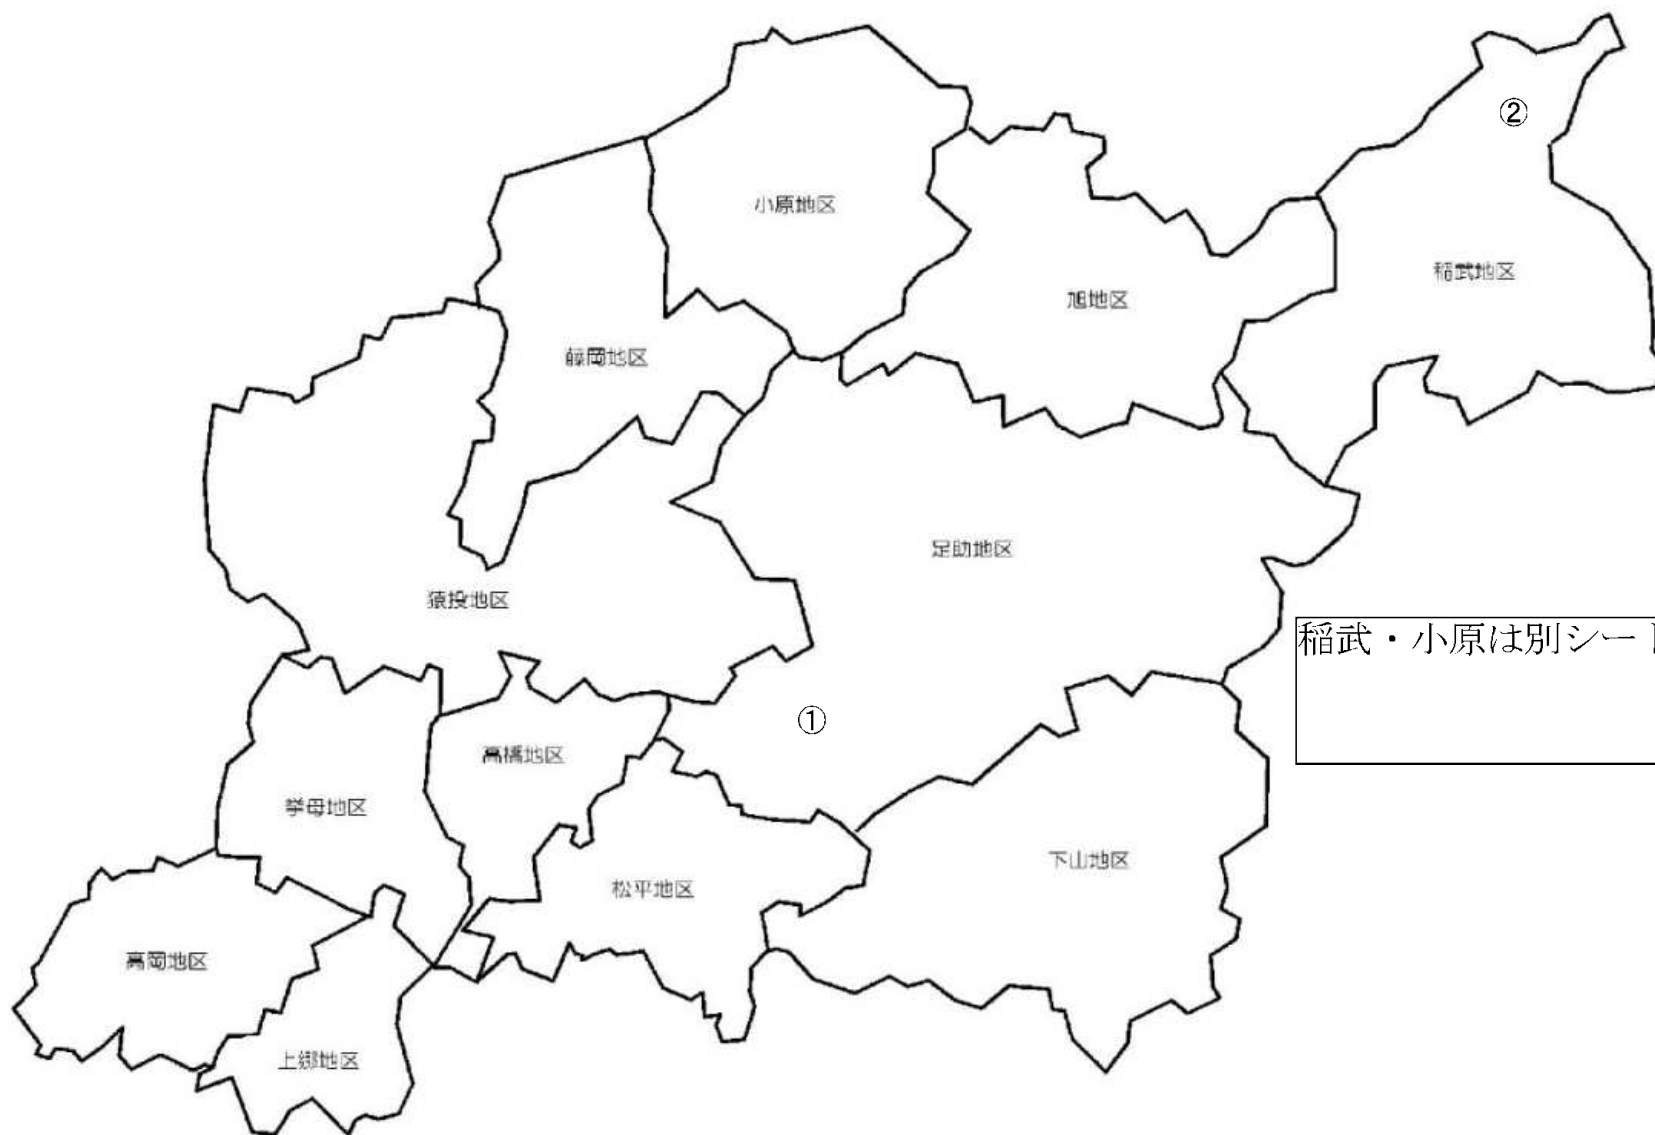 ②
小原地区
稲武地区
旭地区
藤岡地区
足助地区
猿投地区
稲武・小原は別シート
①
高橋地区
挙母地区
下山地区
松平地区
高岡地区
上郷地区